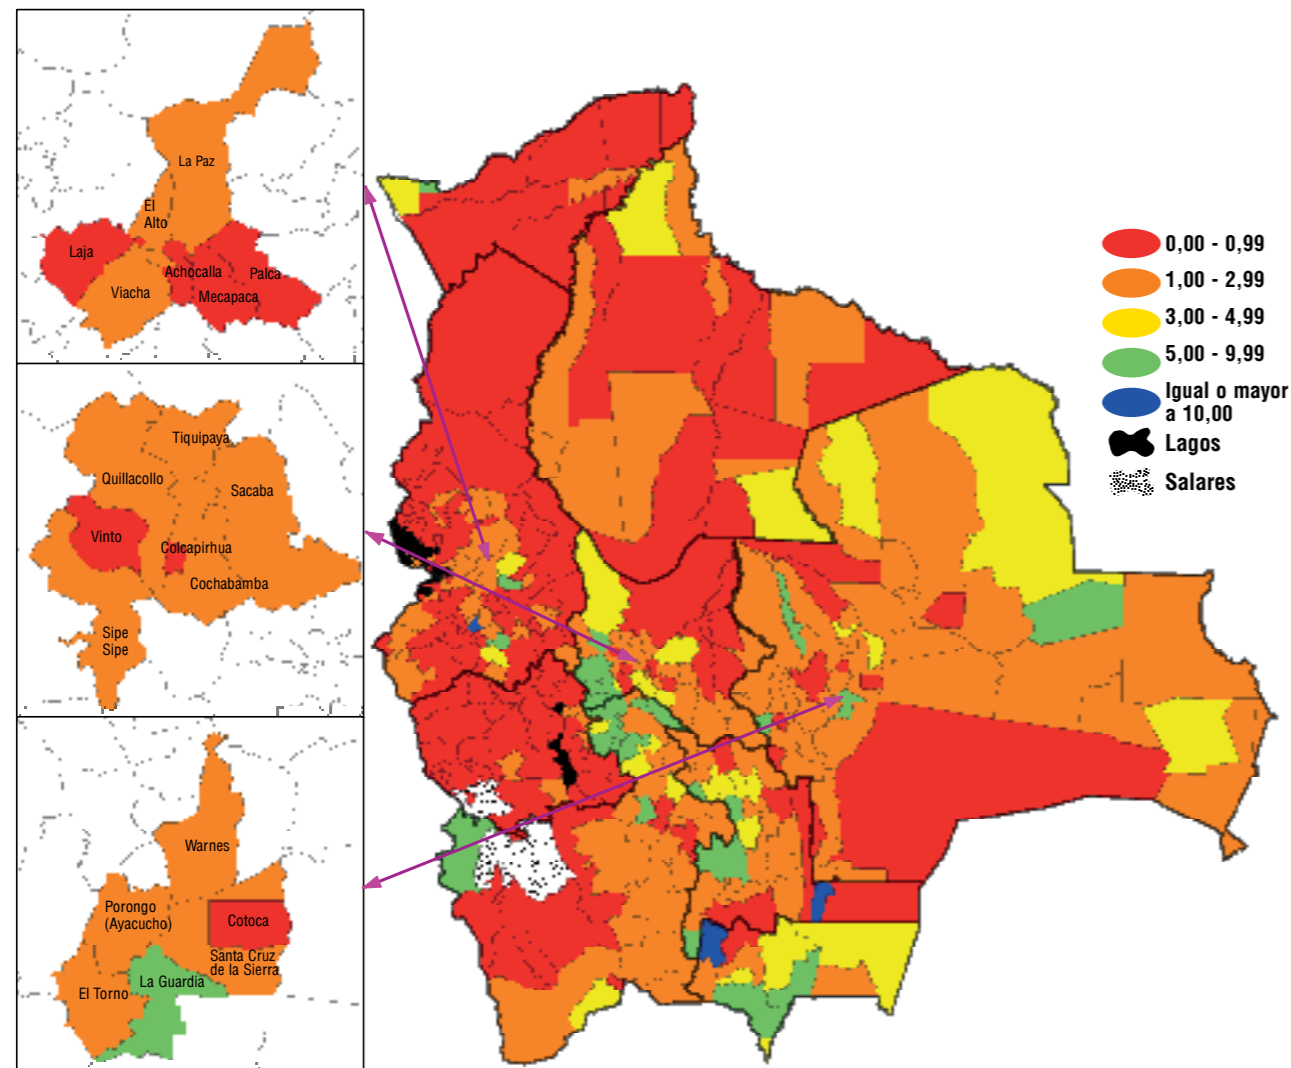 La Paz
El
Alto
Laja
Achocalla
Palca
Viacha
Mecapaca
Tiquipaya
Quillacollo
Sacaba
Vinto
Colcapirhua
Cochabamba
Sipe
Sipe
Warnes
Porongo
(Ayacucho)
Cotoca
Santa Cruz
de la Sierra
La Guardia
El Torno
0,00 - 0,99
1,00 - 2,99
3,00 - 4,99
5,00 - 9,99
Igual o mayor
a 10,00
Lagos
Salares